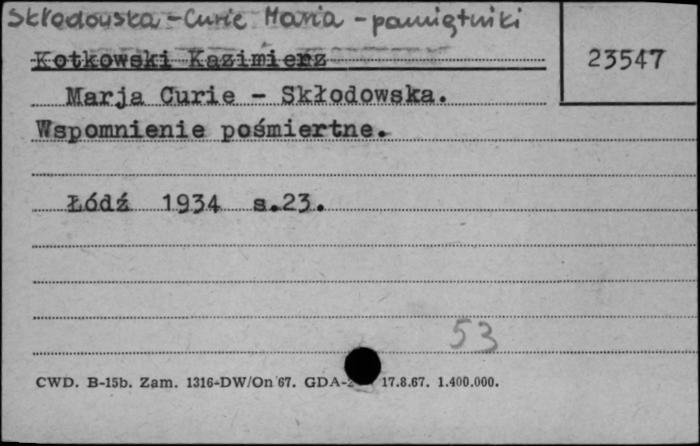 Skłodowska - Curie Maria - pamiętniki
Kotkowski Kazimierz
23547
Marja Curie - Skłodowska.
Wspomnienie pośmiertne.
Łódź 1934 s.23.
53
CWD. B-15b. Zam. 1316-DW/On 67. GDA- 17.8.67. 1.400.000.